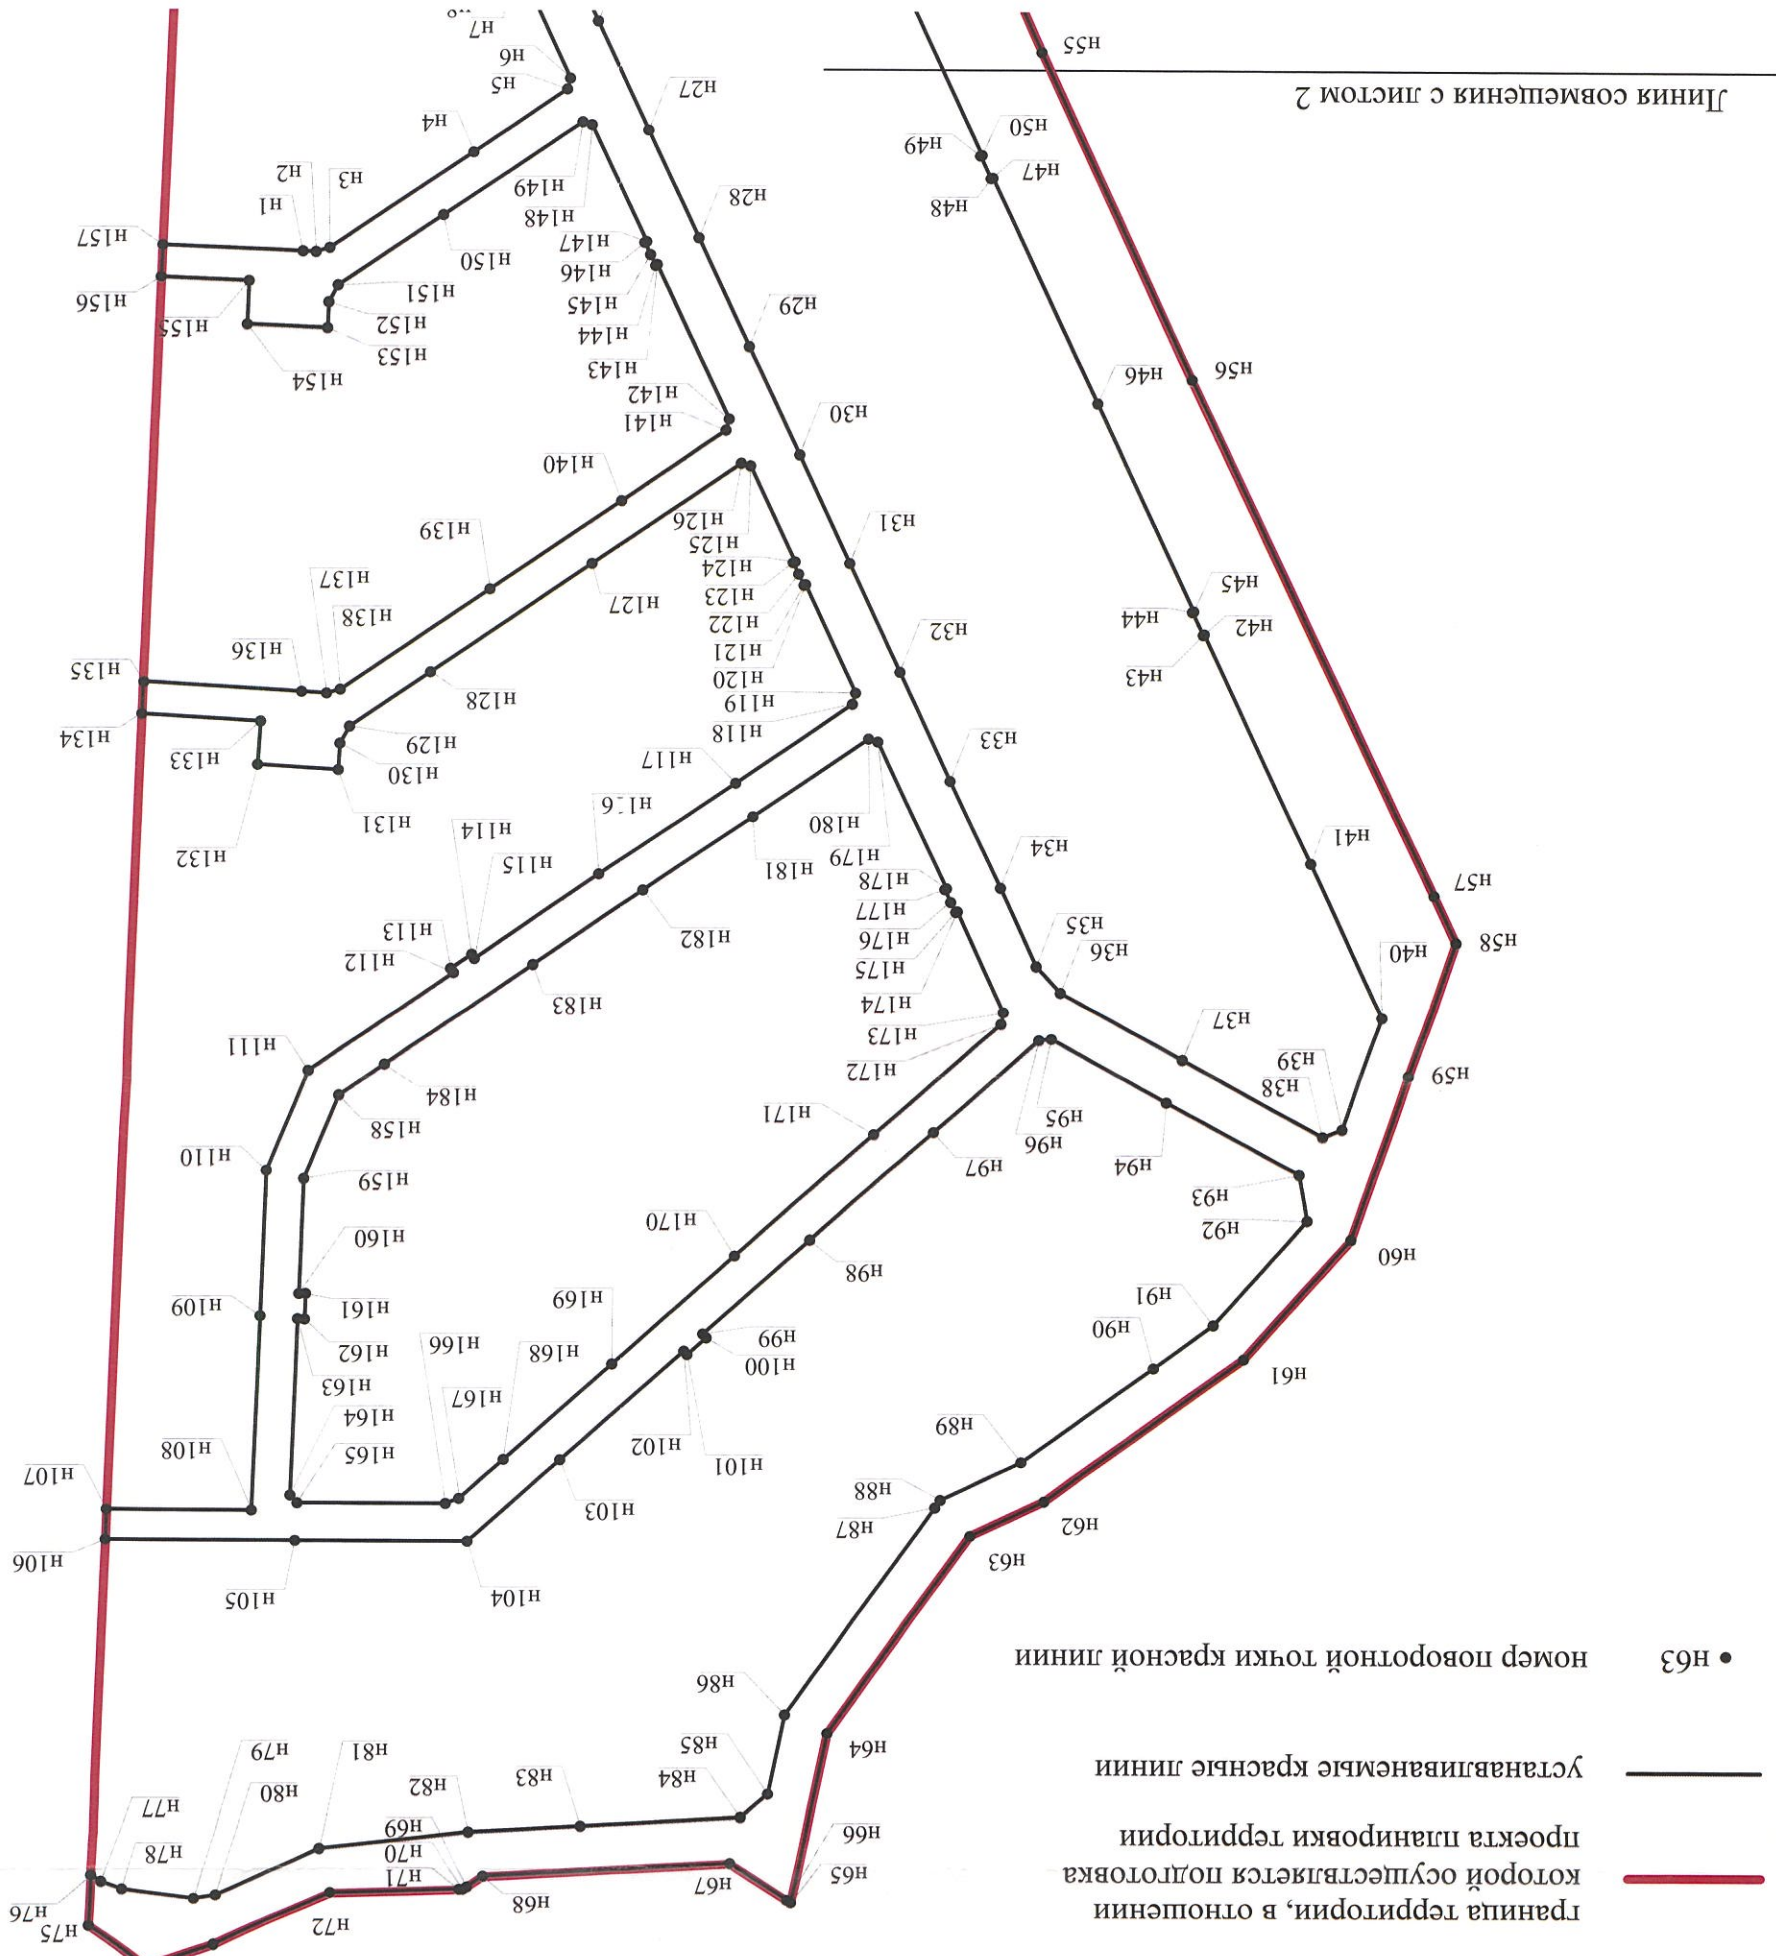 граница территории, в отношении
которой осуществляется подготовка
проекта планировки территории
устанавливаемые красные линии
н63
номер поворотной точки красной линии
н75
н72
н76
н68
н67
н65
н71
н70
н78
н66
н69
н77
н80
н82
н83
н84
н79
н81
н64
н85
н86
н104
н105
н106
н63
н87
н62
н103
н88
н107
н101
н165
н108
н102
н89
н164
н167
н163
н61
н100
н162
н168
н166
н99
н90
н161
н109
н169
н91
н98
н60
н160
н92
н170
н37
н93
н159
н97
н94
н110
н96
н158
н38
н95
н171
н184
н59
н39
н172
н111
н37
н173
н183
н174
н175
н112
н40
н36
н58
н176
н182
н113
н35
н177
н57
н178
н34
н181
н115
н132
н179
н41
н114
н131
н180
н130
н33
н133
н117
н129
н134
н118
н119
н128
н120
н43
н135
н121
н136
н32
н42
н122
н44
н138
н127
н123
н45
н137
н124
н125
н31
н139
н126
н140
н141
н30
н142
н154
н46
н56
н143
н153
н144
н152
н29
н155
н145
н156
н151
н146
н150
н147
н157
н148
н48
н1
н28
н149
н3
н47
н2
н49
н50
н4
Линия совмещения с листом 2
н27
н5
н6
н55
н7